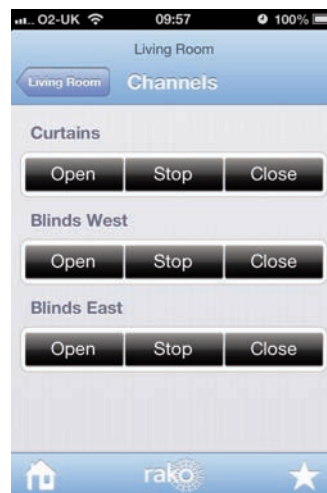 O2-UK 09:57 100%
Living Room
Living Room Channels
Curtains
Open Stop Close
Blinds West
Open Stop Close
Blinds East
Open Stop Close
rako